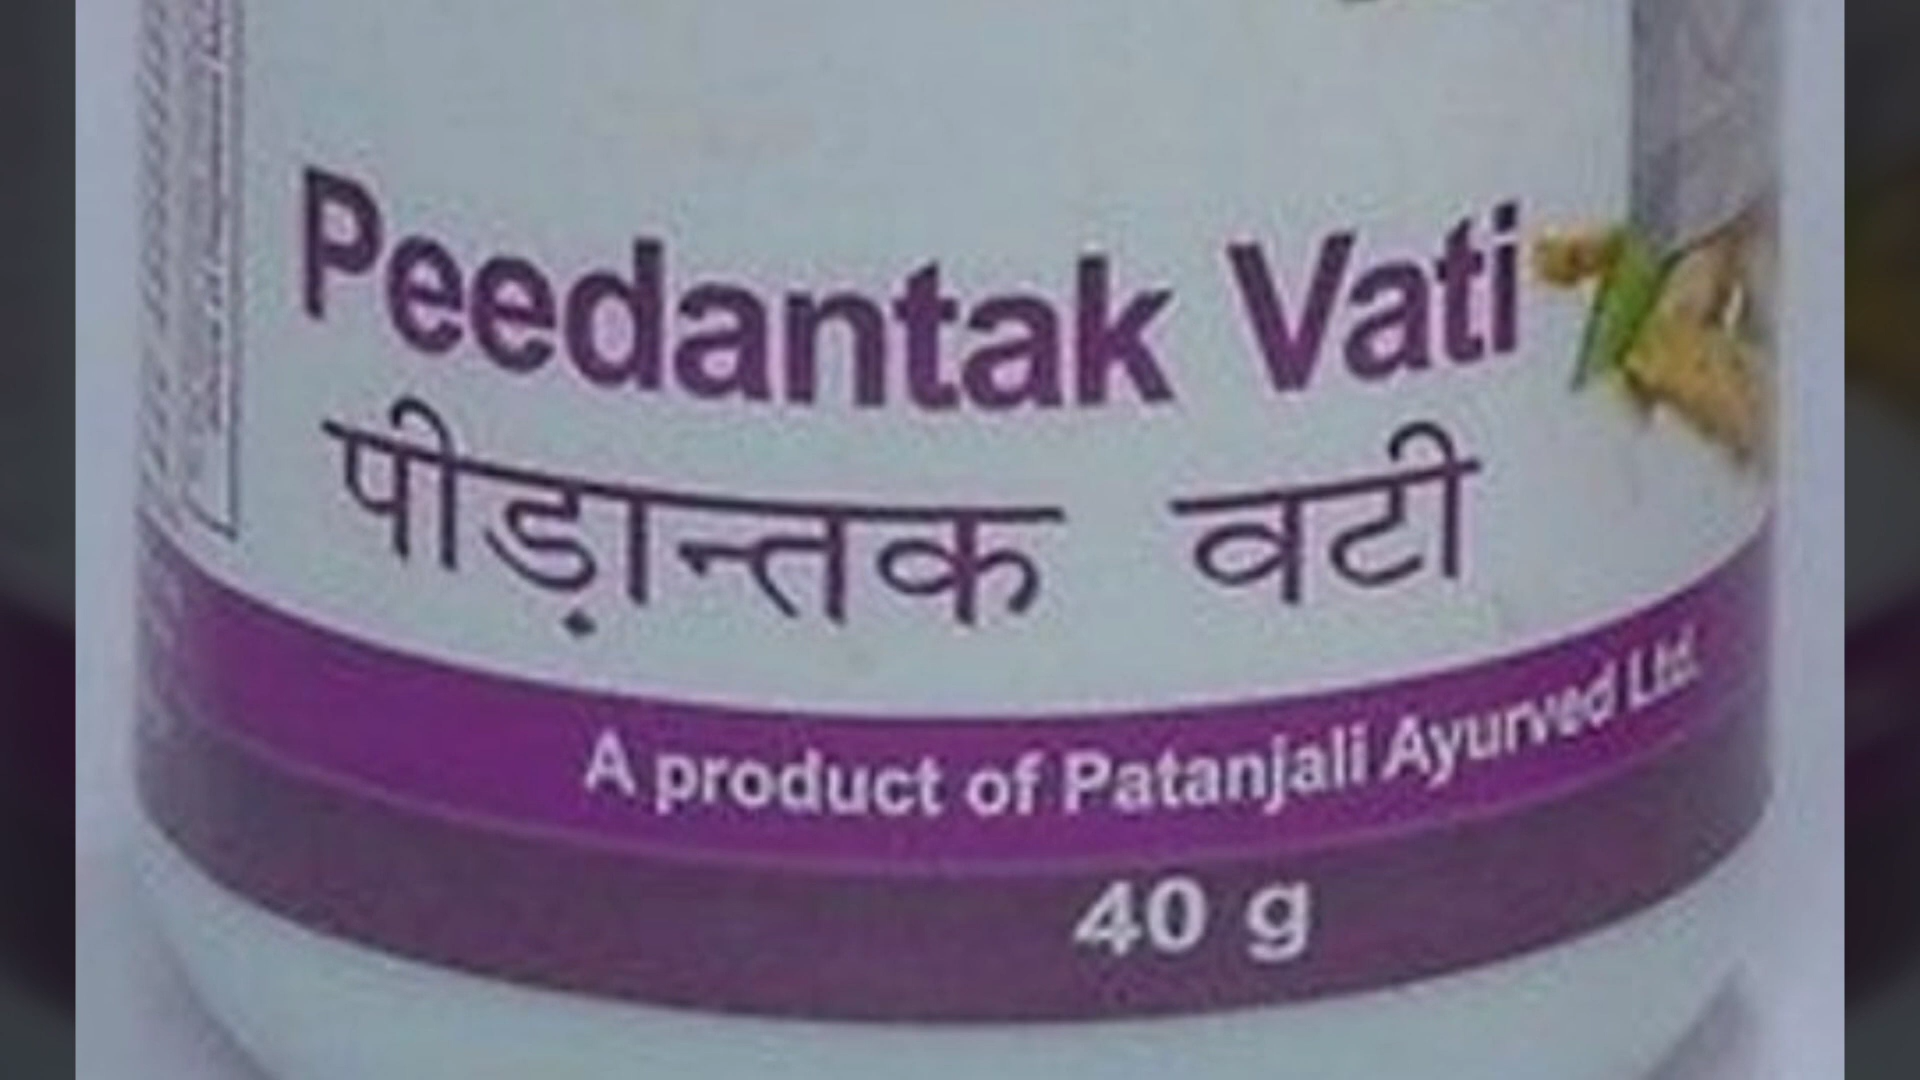 Peedantak Vati
पीड़ान्तक वटी
A product of Patanjali Ayurved Ltd.
40 g